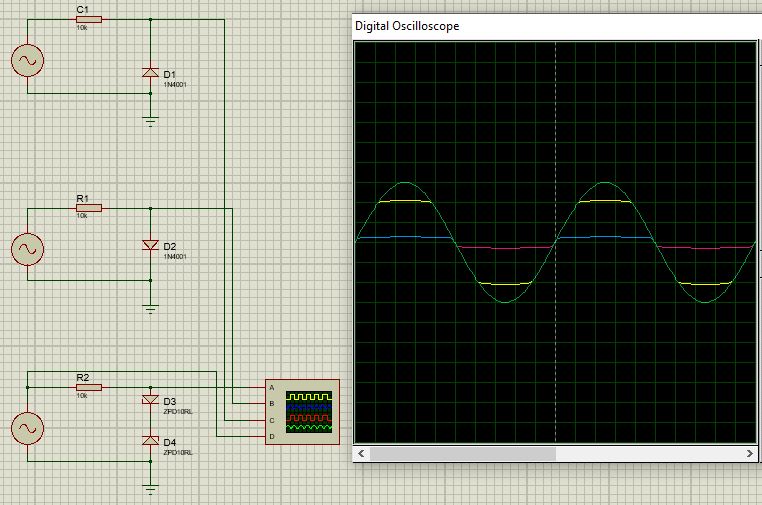 C1
10k
D1
1N4001
R1
10k
D2
1N4001
R2
10k
D3
ZPD10RL
D4
ZPD10RL
A
B
C
D
Digital Oscilloscope